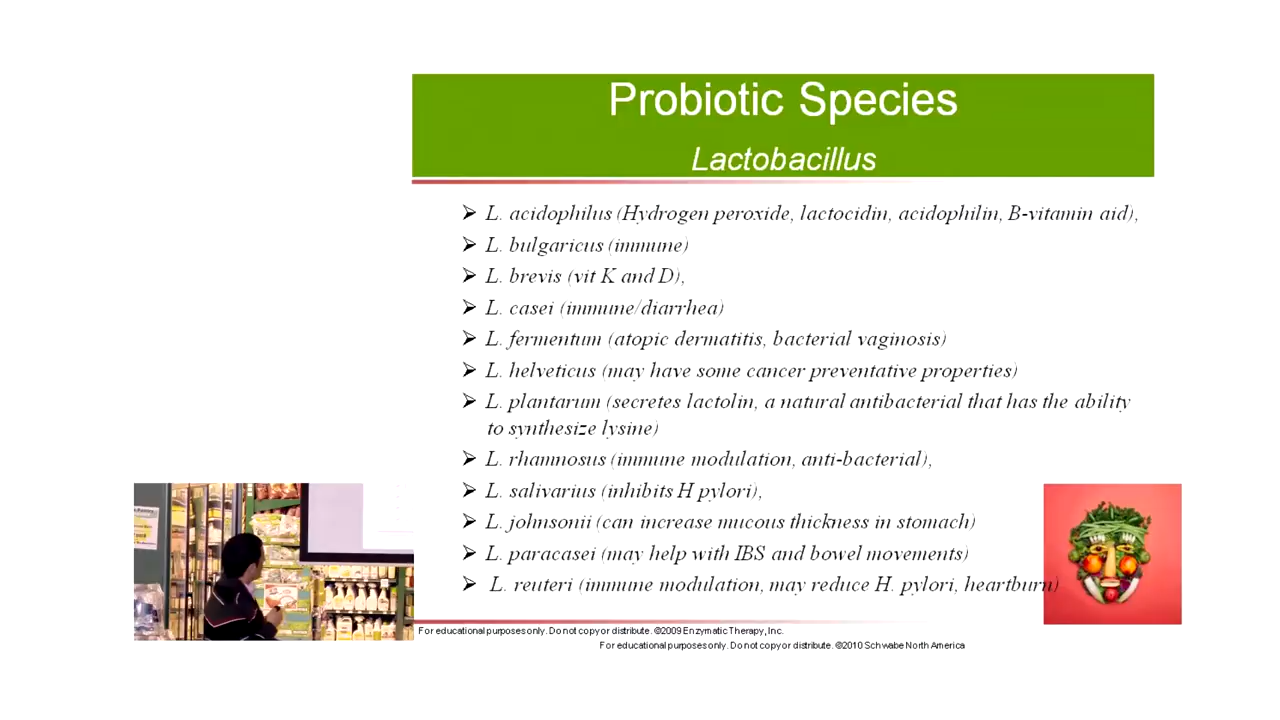 Probiotic Species
Lactobacillus
➢ L. acidophilus (Hydrogen peroxide, lactocidin, acidophilin, B-vitamin aid),
➢ L. bulgaricus (immune)
➢ L. brevis (vit K and D),
➢ L. casei (immune/diarrhea)
➢ L. fermentum (atopic dermatitis, bacterial vaginosis)
➢ L. helveticus (may have some cancer preventative properties)
➢ L. plantarum (secretes lactolin, a natural antibacterial that has the ability
to synthesize lysine)
➢ L. rhamnosus (immune modulation, anti-bacterial),
➢ L. salivarius (inhibits H pylori),
➢ L. johnsonii (can increase mucous thickness in stomach)
➢ L. paracasei (may help with IBS and bowel movements)
➢ L. reuteri (immune modulation, may reduce H. pylori, heartburn)
For educational purposes only. Do not copy or distribute. ©2009 Enzymatic Therapy, Inc.
For educational purposes only. Do not copy or distribute. ©2010 Schwabe North America